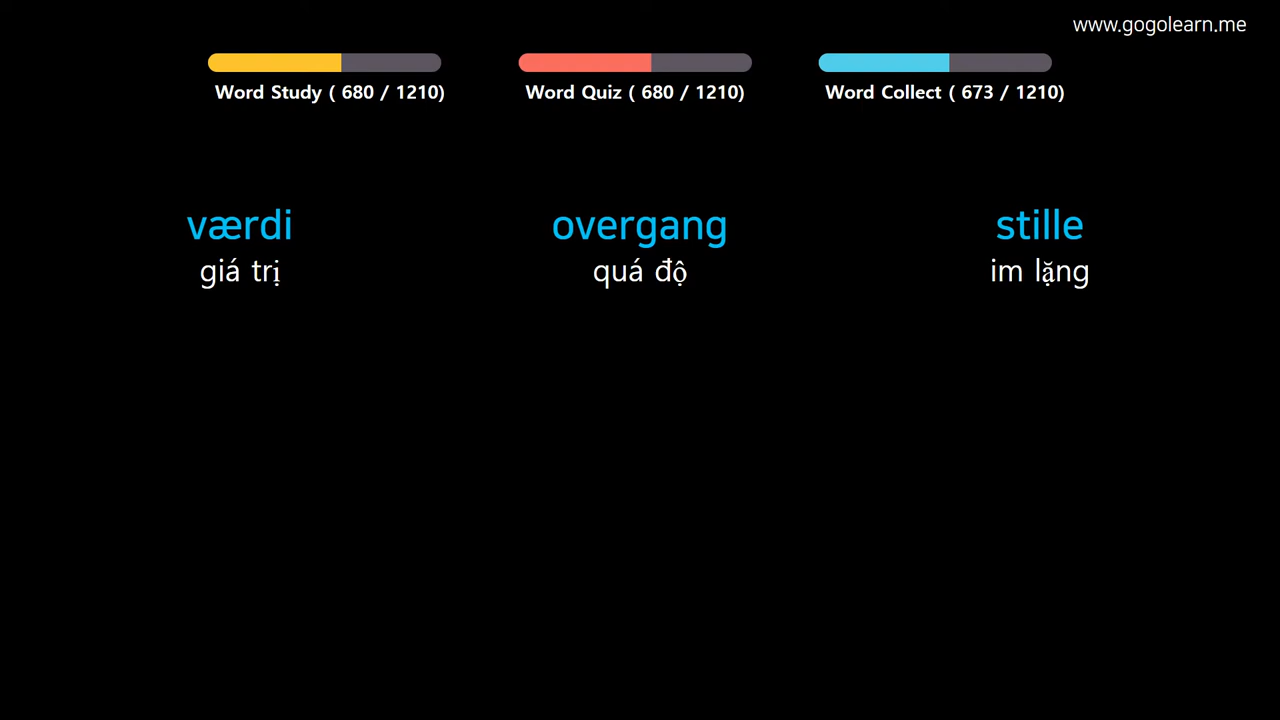 www.gogolearn.me
Word Study ( 680 / 1210)
Word Quiz ( 680 / 1210)
Word Collect ( 673 / 1210)
værdi
giá trị
overgang
quá độ
stille
im lặng